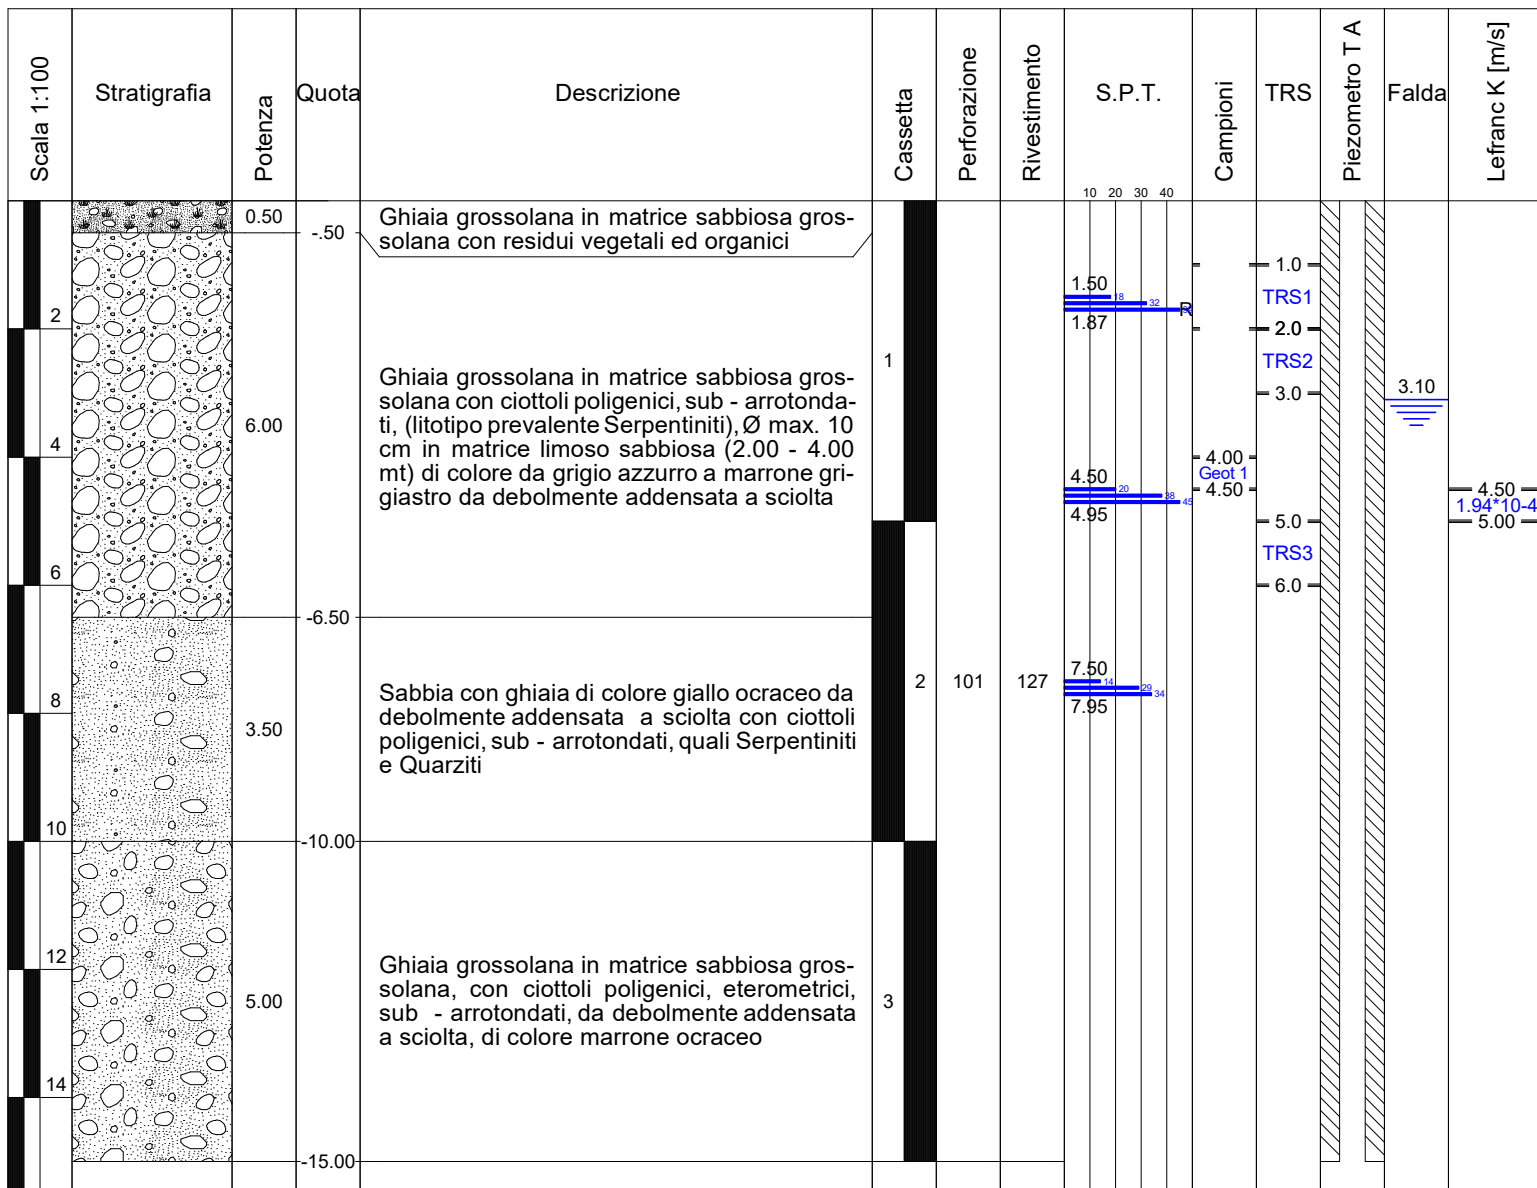 Scala 1:100
Stratigrafia
Potenza
Quota
Descrizione
Cassetta
Perforazione
Rivestimento
S.P.T.
Campioni
TRS
Piezometro T A
Falda
Lefranc K [m/s]
10 20 30 40
0.50
-.50
Ghiaia grossolana in matrice sabbiosa gros-
solana con residui vegetali ed organici
1.0
1.50
18
32
R
1.87
TRS1
2
2.0
1
TRS2
3.0
3.10
6.00
Ghiaia grossolana in matrice sabbiosa gros-
solana con ciottoli poligenici, sub - arrotonda-
ti, (litotipo prevalente Serpentiniti), Ø max. 10
cm in matrice limoso sabbiosa (2.00 - 4.00
mt) di colore da grigio azzurro a marrone gri-
giastro da debolmente addensata a sciolta
4
4.00
Geot 1
4.50
4.50
20
38
45
4.95
4.50
1.94*10-4
5.00
5.0
TRS3
6.0
6
-6.50
7.50
14
29
34
7.95
2
101
127
8
3.50
Sabbia con ghiaia di colore giallo ocraceo da
debolmente addensata a sciolta con ciottoli
poligenici, sub - arrotondati, quali Serpentiniti
e Quarziti
10
-10.00
12
5.00
Ghiaia grossolana in matrice sabbiosa gros-
solana, con ciottoli poligenici, eterometrici,
sub - arrotondati, da debolmente addensata
a sciolta, di colore marrone ocraceo
3
14
-15.00